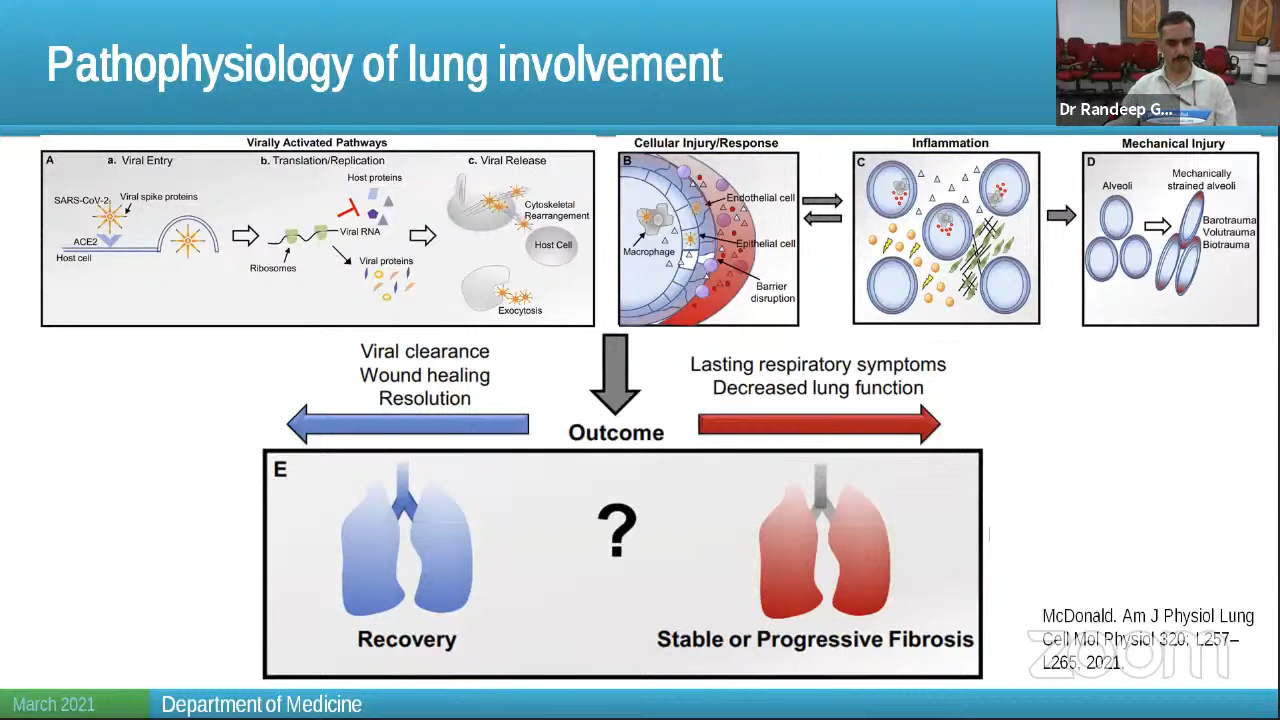 Pathophysiology of lung involvement
Dr Randeep G...
Virally Activated Pathways
A
a. Viral Entry
b. Translation/Replication
c. Viral Release
SARS-CoV-2
Viral spike proteins
ACE2
Host cell
Host proteins
Viral RNA
Ribosomes
Viral proteins
Cytoskeletal
Rearrangement
Host Cell
Exocytosis
Cellular Injury/Response
B
Endothelial cell
Macrophage
Epithelial cell
Barrier
disruption
Inflammation
C
Mechanical Injury
D
Alveoli
Mechanically
strained alveoli
Barotrauma
Volutrauma
Biotrauma
Viral clearance
Wound healing
Resolution
Outcome
Lasting respiratory symptoms
Decreased lung function
E
?
Recovery
Stable or Progressive Fibrosis
McDonald. Am J Physiol Lung
Cell Mol Physiol 320: L257–
L265, 2021.
zoom
March 2021
Department of Medicine